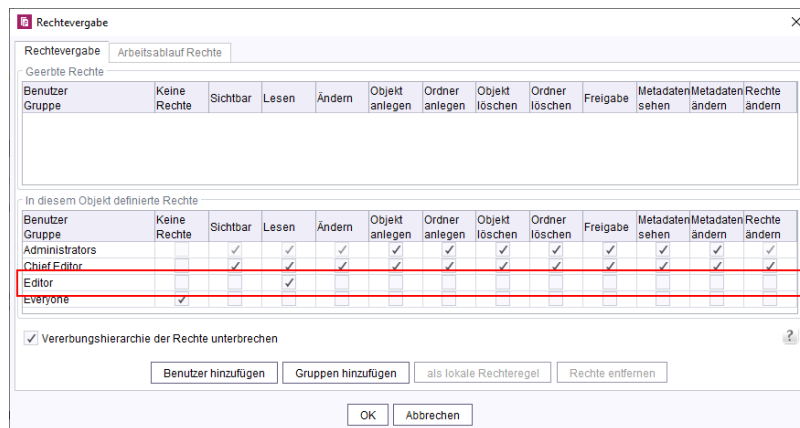 Rechtevergabe
Rechtevergabe Arbeitsablauf Rechte
Geerbte Rechte
Benutzer Keine Sichtbar Lesen Ändern Objekt Ordner Objekt Ordner Freigabe Metadaten Metadaten Rechte
Gruppe Rechte anlegen anlegen löschen löschen sehen ändern ändern
In diesem Objekt definierte Rechte
Benutzer Keine Sichtbar Lesen Ändern Objekt Ordner Objekt Ordner Freigabe Metadaten Metadaten Rechte
Gruppe Rechte anlegen anlegen löschen löschen sehen ändern ändern
Administrators
Chief Editor
Editor
Everyone
Vererbungshierarchie der Rechte unterbrechen ?
Benutzer hinzufügen Gruppen hinzufügen als lokale Rechteregel Rechte entfernen
OK Abbrechen